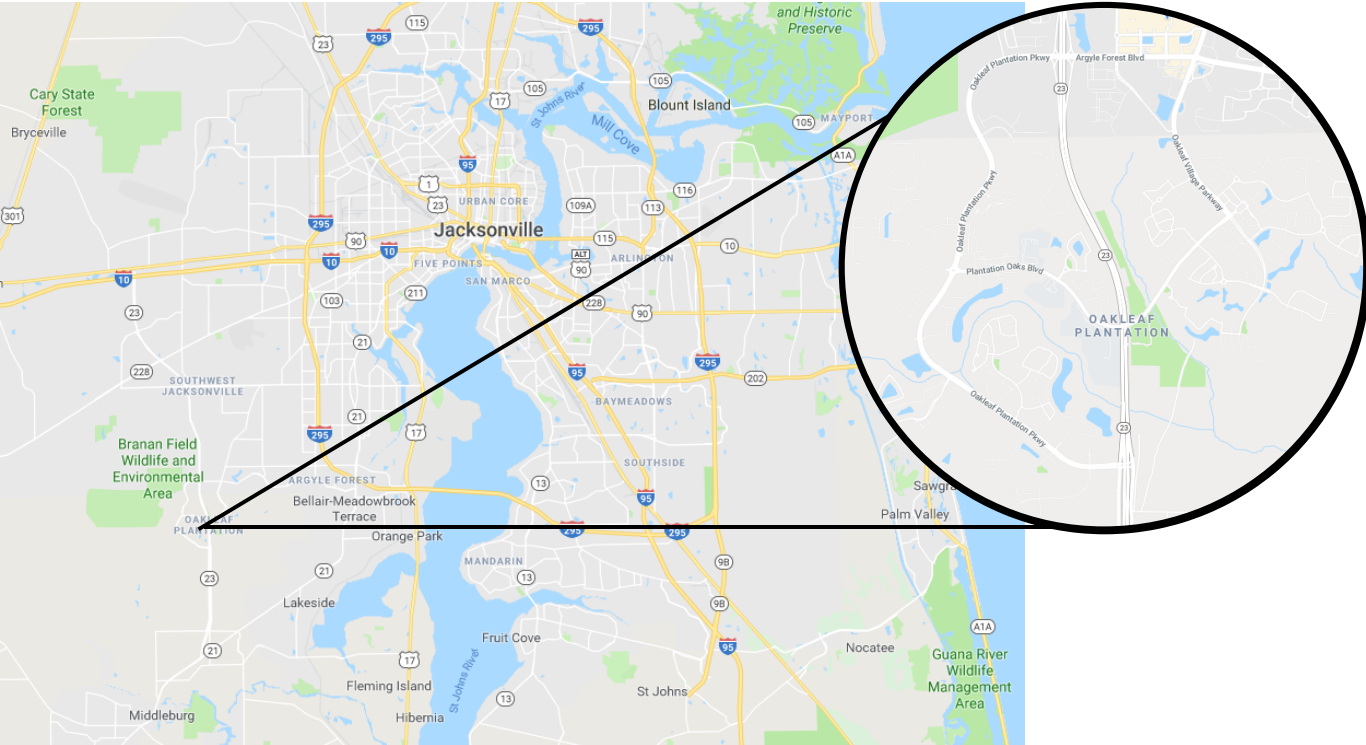 115
295
295
23
and Historic
Preserve
Oakleaf Plantation Pkwy
Argyle Forest Blvd
105
105
23
17
St Johns River
Blount Island
Cary State
Forest
Bryceville
Mill Cove
105
MAYPORT
A1A
95
Oakleaf Village Parkway
1
116
Oakleaf Plantation Pkwy
23
URBAN CORE
109A
113
301
295
Jacksonville
90
115
10
10
10
ALT
90
ARLINGTON
23
FIVE POINTS
SAN MARCO
Plantation Oaks Blvd
10
103
211
228
90
23
OAKLEAF
PLANTATION
21
295
228
95
202
SOUTHWEST
JACKSONVILLE
BAYMEADOWS
21
17
Oakleaf Plantation Pkwy
23
295
Branan Field
Wildlife and
Environmental
Area
SOUTHSIDE
ARGYLE FOREST
13
95
Sawgra
Bellair-Meadowbrook
Terrace
Palm Valley
OAKLEAF
PLANTATION
Orange Park
295
295
MANDARIN
9B
23
21
13
9B
Lakeside
A1A
Fruit Cove
21
95
Nocatee
17
Guana River
Wildlife
Management
Area
St Johns River
Fleming Island
St Johns
13
Middleburg
Hibernia